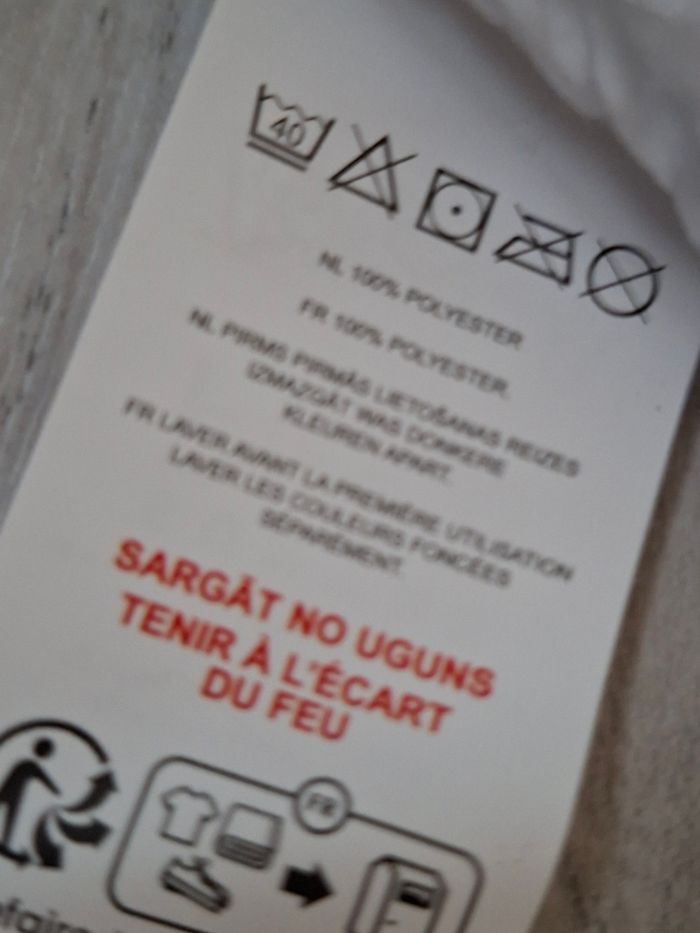 40
NL 100% POLYESTER
FR 100% POLYESTER.
NL PIRMS PIRMĀS LIETOŠANAS REIZES
IZMAZGĀT WAS DONKERE
KLEUREN APART.
FR LAVER AVANT LA PREMIÈRE UTILISATION
LAVER LES COULEURS FONCÉES
SÉPARÉMENT.
SARGĀT NO UGUNS
TENIR À L'ÉCART
DU FEU
FR